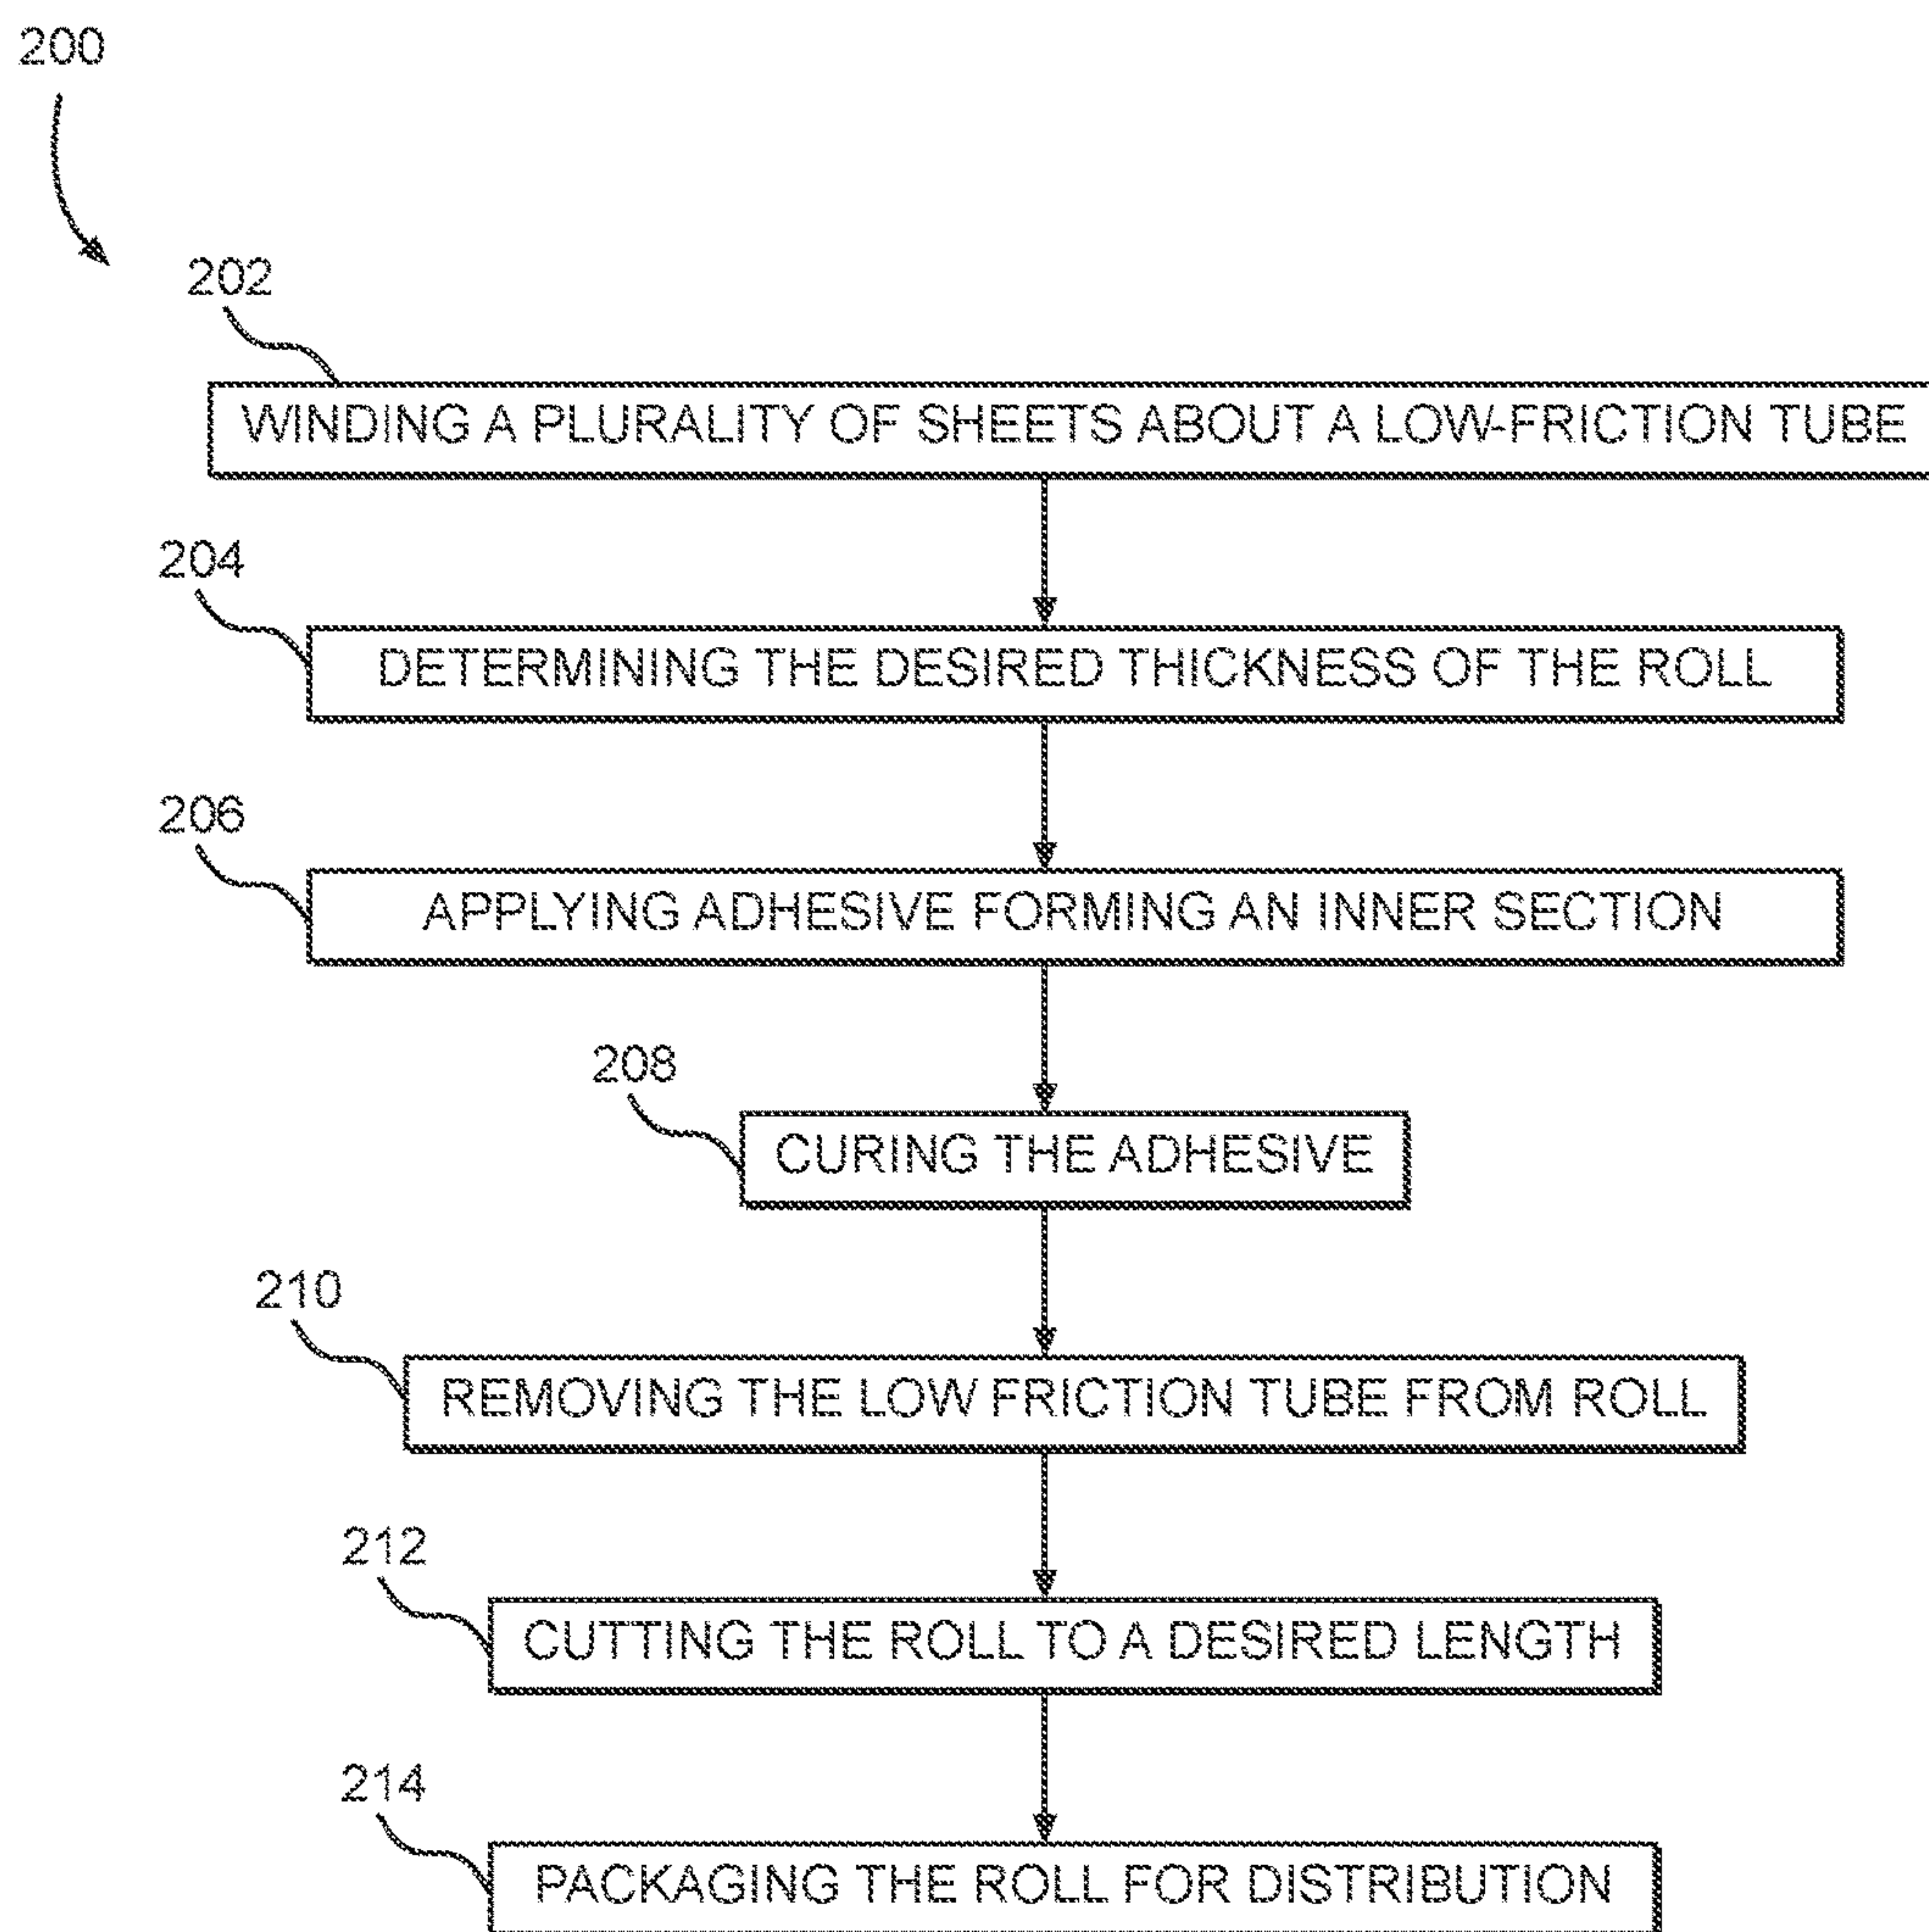 200
202
WINDING A PLURALITY OF SHEETS ABOUT A LOW-FRICTION TUBE
204
DETERMINING THE DESIRED THICKNESS OF THE ROLL
206
APPLYING ADHESIVE FORMING AN INNER SECTION
208
CURING THE ADHESIVE
210
REMOVING THE LOW FRICTION TUBE FROM ROLL
212
CUTTING THE ROLL TO A DESIRED LENGTH
214
PACKAGING THE ROLL FOR DISTRIBUTION